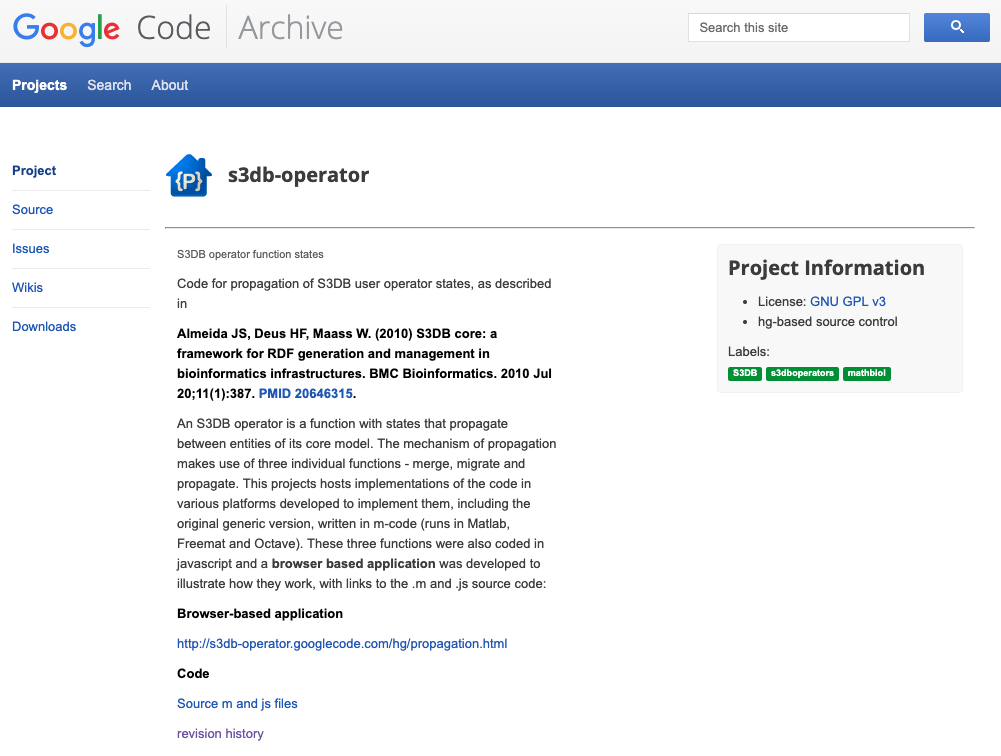 Google Code Archive
Search this site
Projects Search About
Project
Source
Issues
Wikis
Downloads
{P}
s3db-operator
S3DB operator function states
Code for propagation of S3DB user operator states, as described
in
Almeida JS, Deus HF, Maass W. (2010) S3DB core: a
framework for RDF generation and management in
bioinformatics infrastructures. BMC Bioinformatics. 2010 Jul
20;11(1):387. PMID 20646315.
An S3DB operator is a function with states that propagate
between entities of its core model. The mechanism of propagation
makes use of three individual functions - merge, migrate and
propagate. This projects hosts implementations of the code in
various platforms developed to implement them, including the
original generic version, written in m-code (runs in Matlab,
Freemat and Octave). These three functions were also coded in
javascript and a browser based application was developed to
illustrate how they work, with links to the .m and .js source code:
Browser-based application
http://s3db-operator.googlecode.com/hg/propagation.html
Code
Source m and js files
revision history
Project Information
• License: GNU GPL v3
• hg-based source control
Labels:
S3DB s3dboperators mathbiol